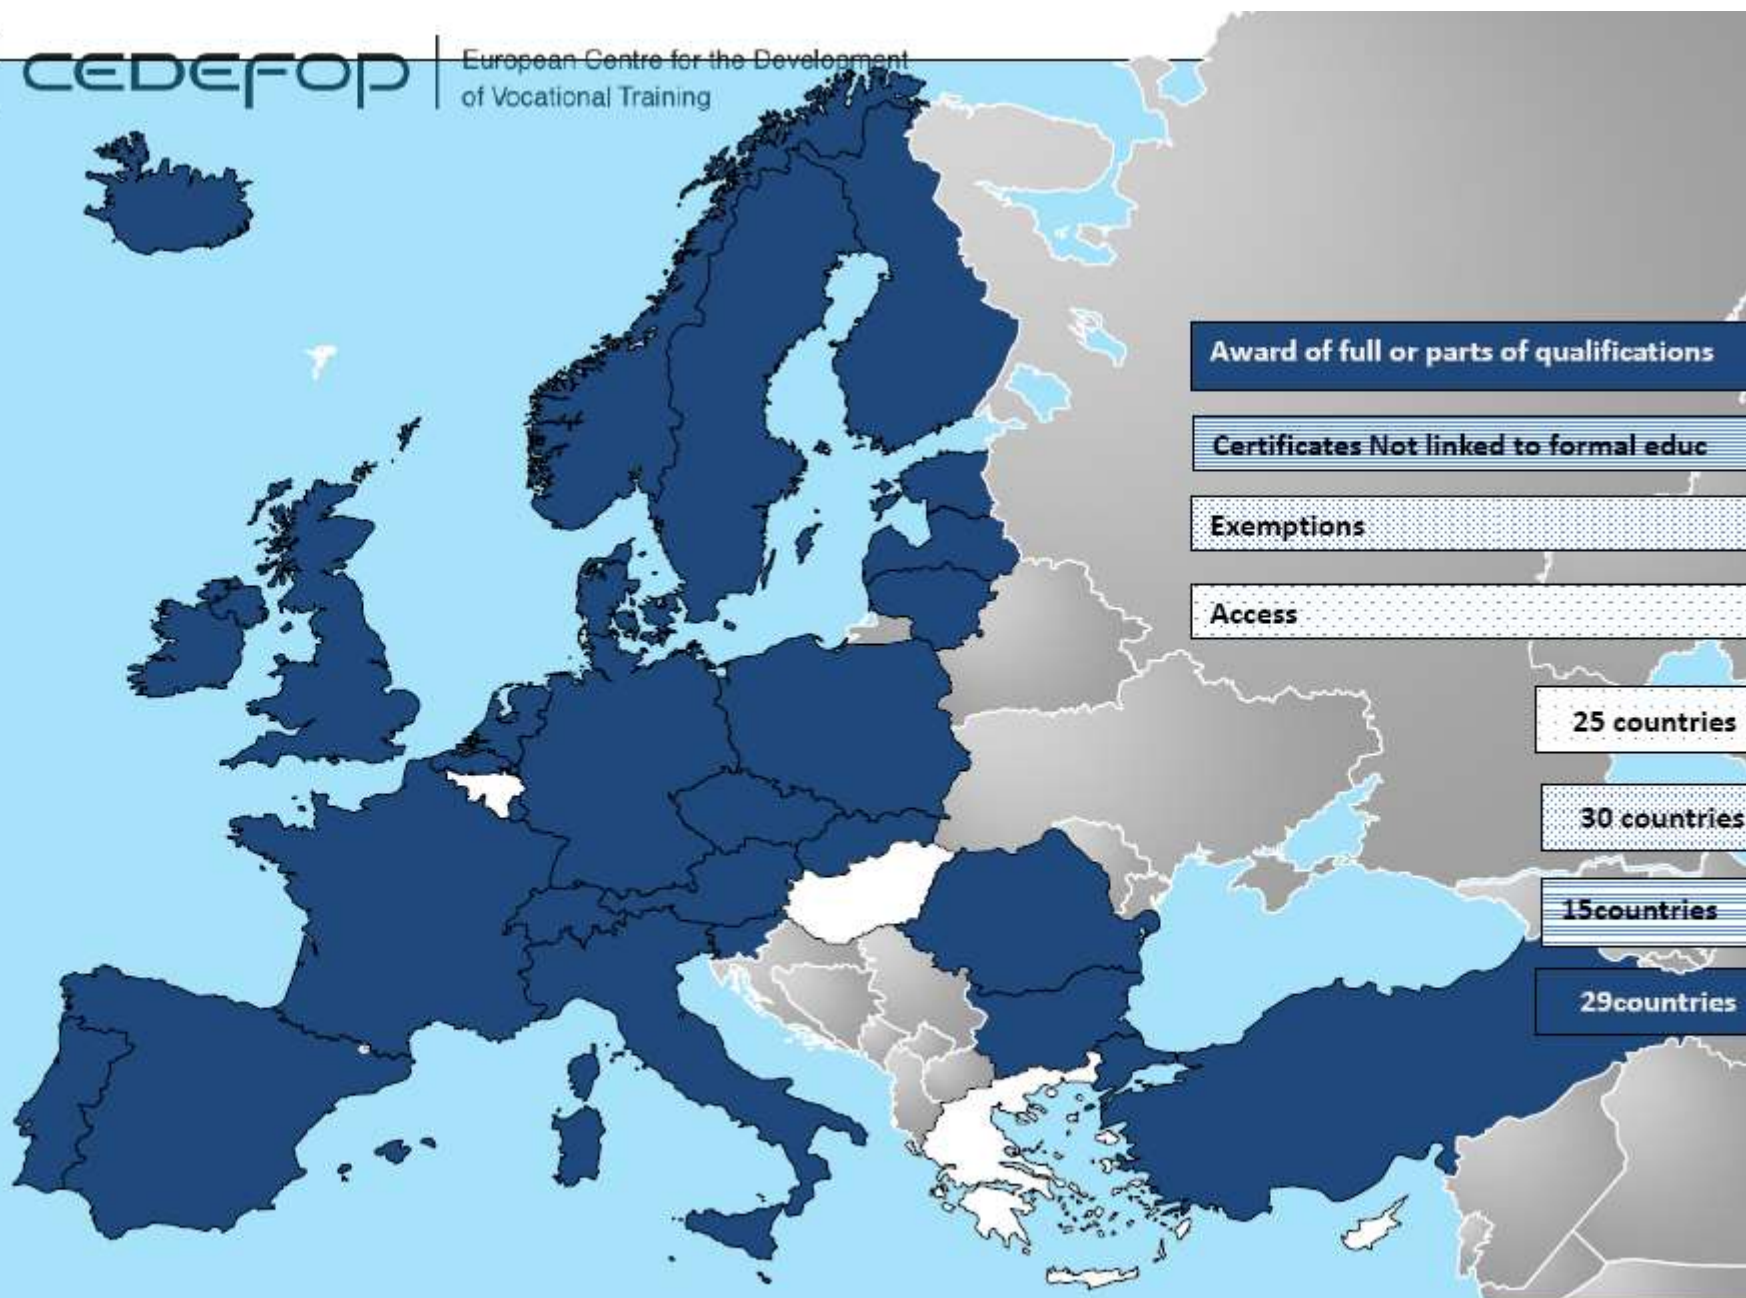 CEDEFOP
European Centre for the Development
of Vocational Training
Award of full or parts of qualifications
Certificates Not linked to formal educ
Exemptions
Access
25 countries
30 countries
15countries
29countries